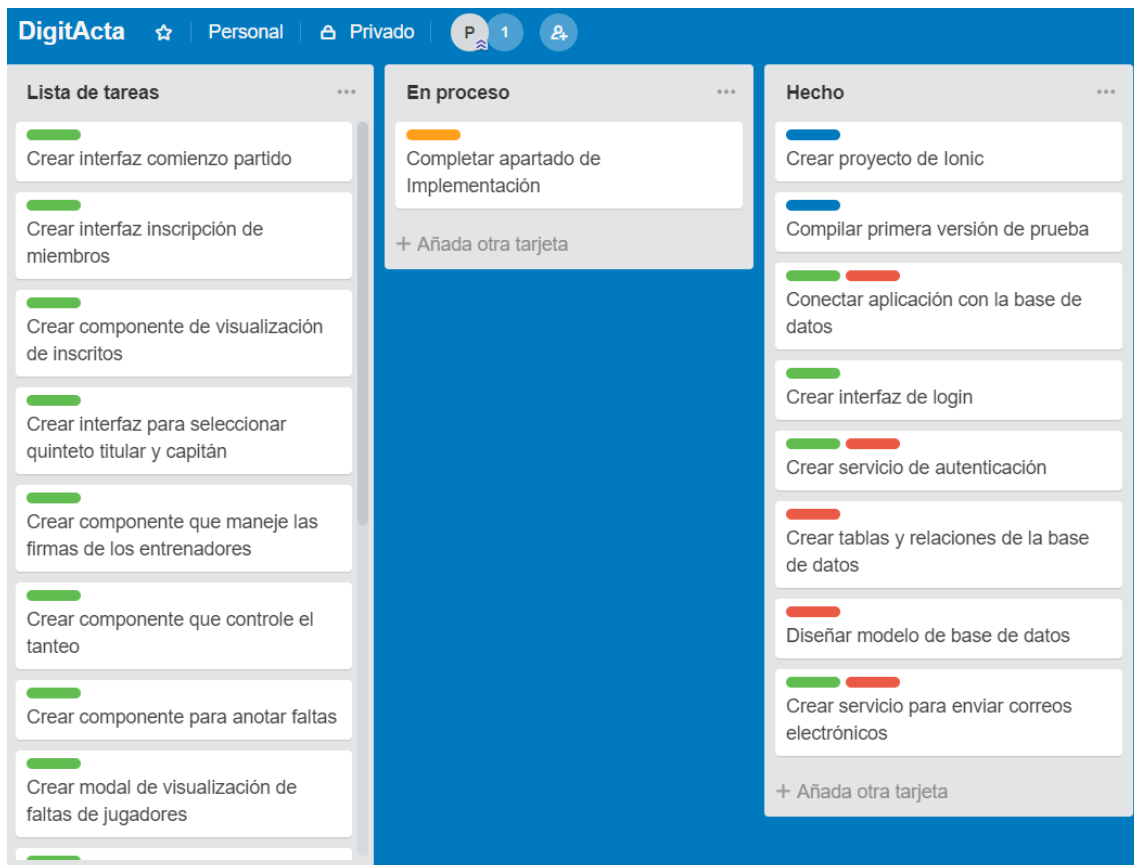 DigitActa
Personal
Privado
P
1
Lista de tareas
Crear interfaz comienzo partido
Crear interfaz inscripción de
miembros
Crear componente de visualización
de inscritos
Crear interfaz para seleccionar
quinteto titular y capitán
Crear componente que maneje las
firmas de los entrenadores
Crear componente que controle el
tanteo
Crear componente para anotar faltas
Crear modal de visualización de
faltas de jugadores
En proceso
Completar apartado de
Implementación
+ Añada otra tarjeta
Hecho
Crear proyecto de Ionic
Compilar primera versión de prueba
Conectar aplicación con la base de
datos
Crear interfaz de login
Crear servicio de autenticación
Crear tablas y relaciones de la base
de datos
Diseñar modelo de base de datos
Crear servicio para enviar correos
electrónicos
+ Añada otra tarjeta